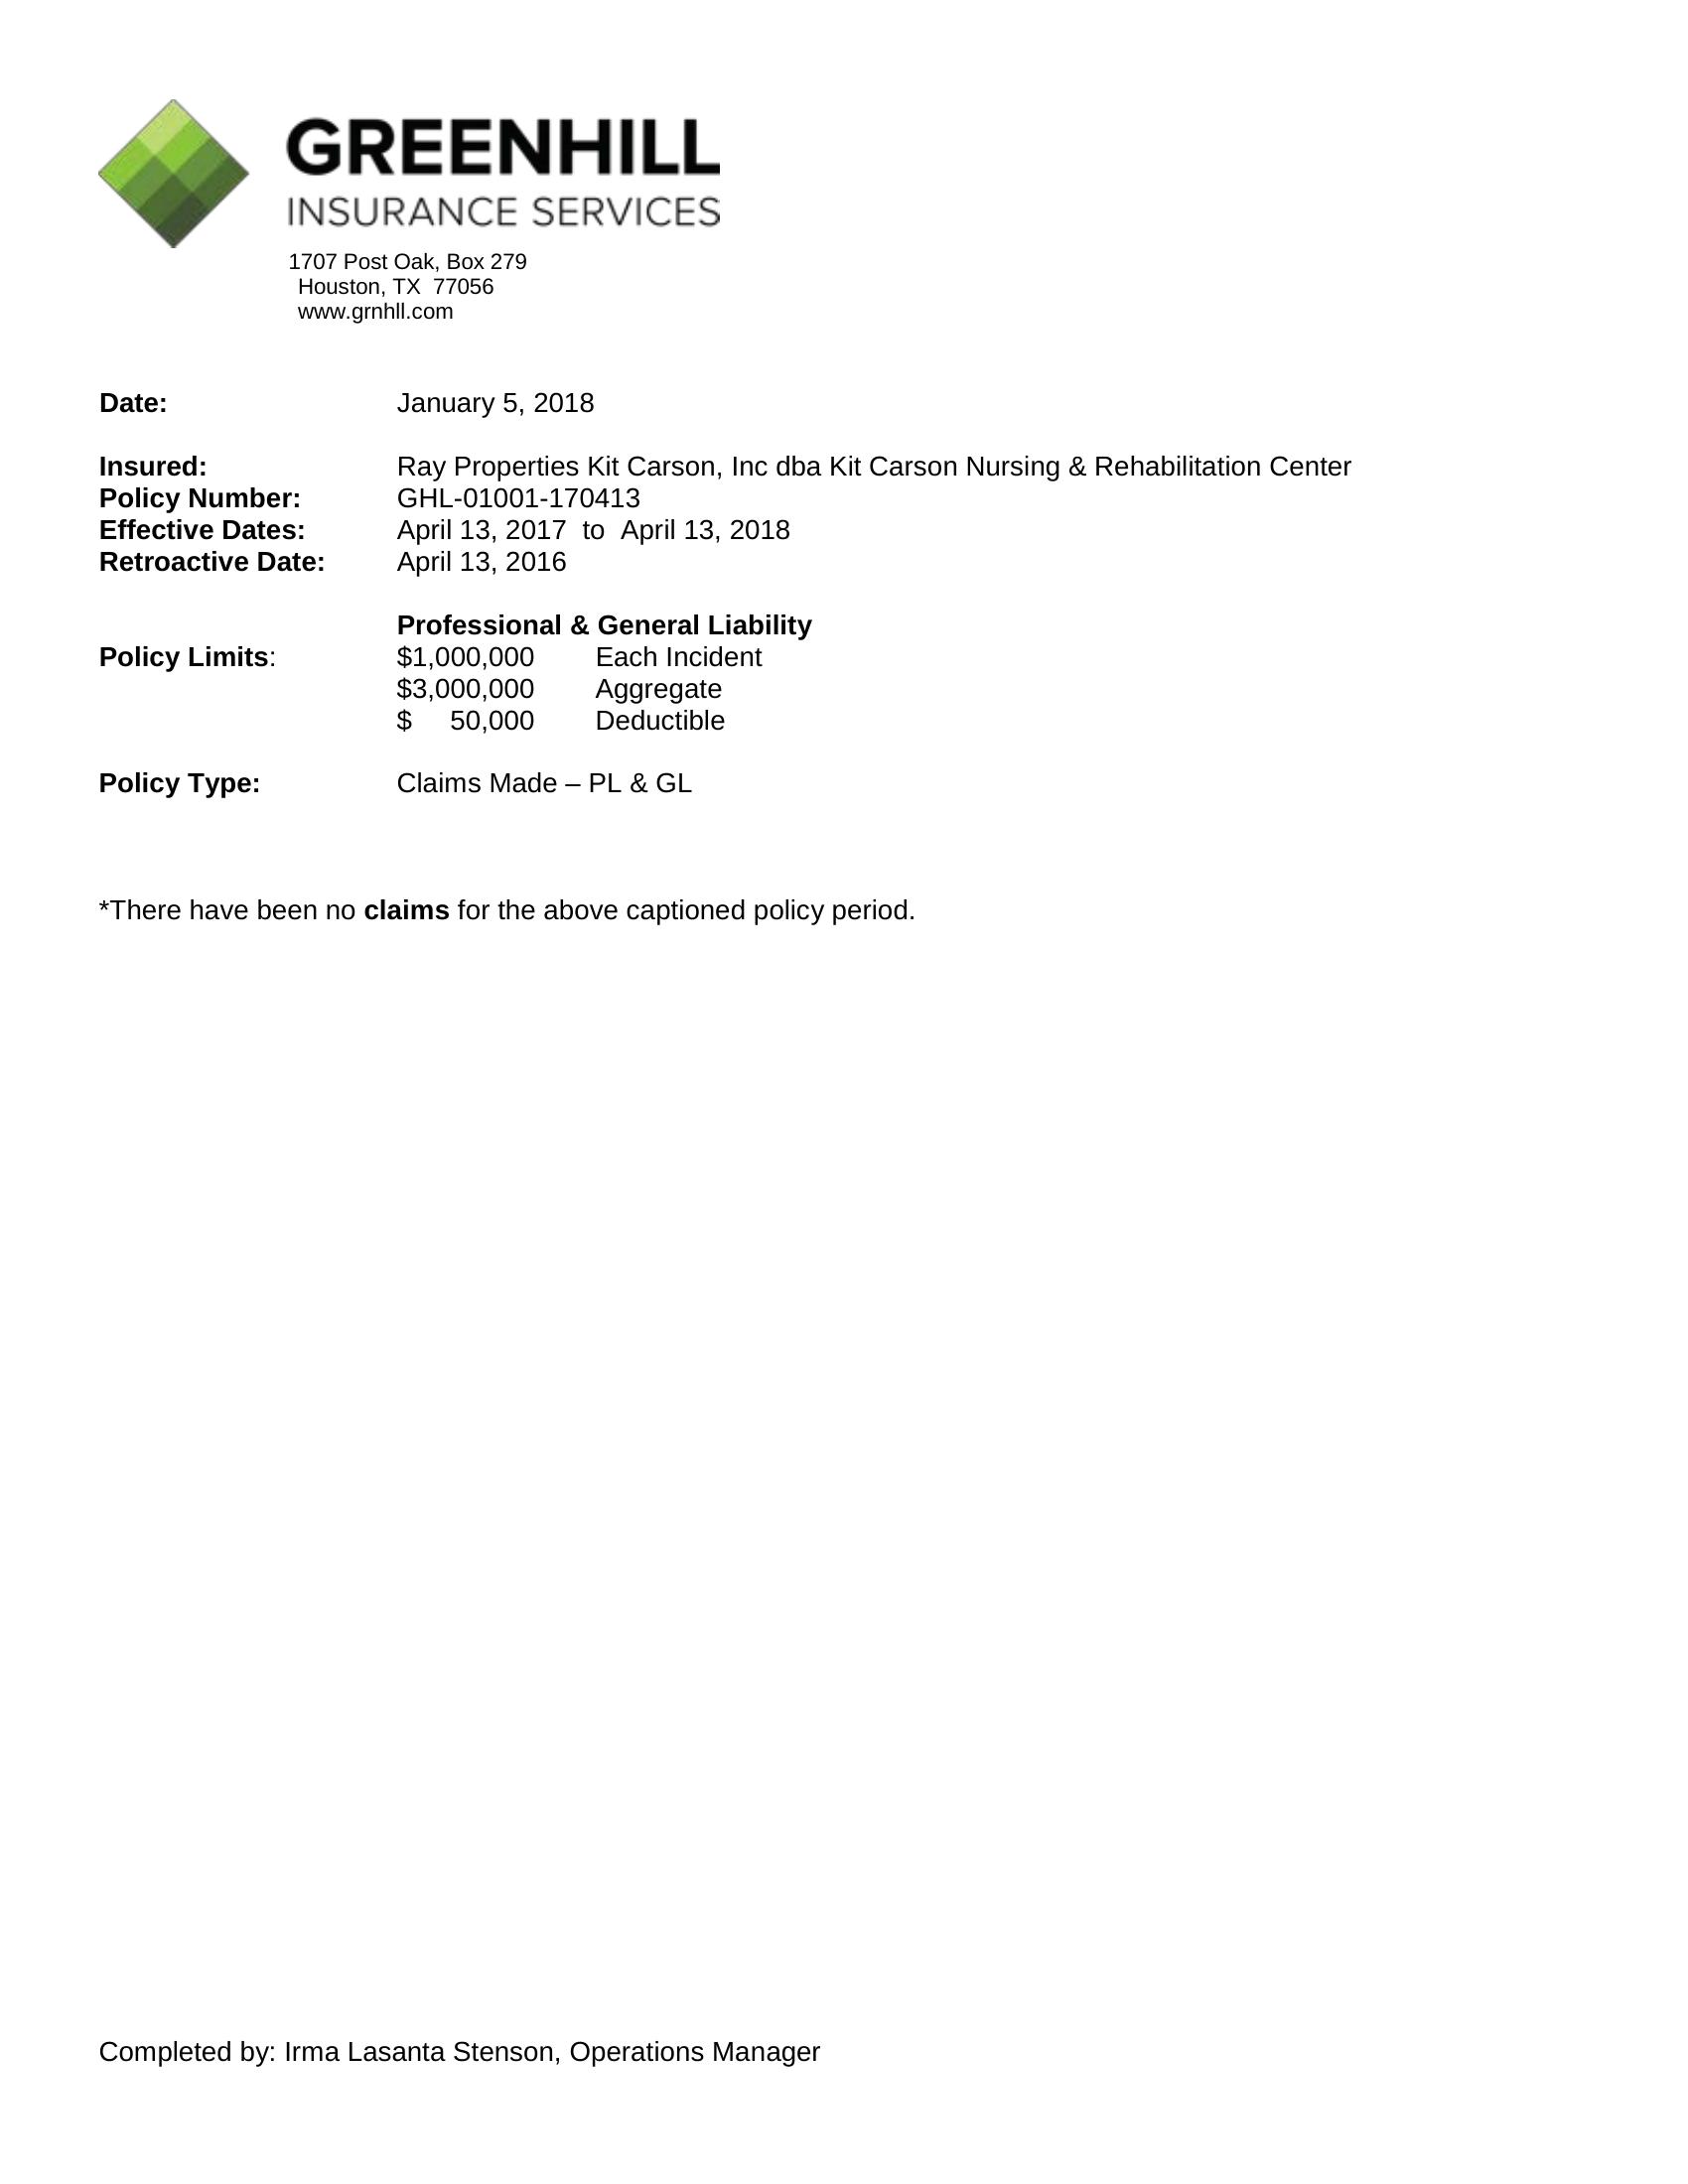 GREENHILL
INSURANCE SERVICES
1707 Post Oak, Box 279
Houston, TX 77056
www.grnhll.com
Date: January 5, 2018
Insured: Ray Properties Kit Carson, Inc dba Kit Carson Nursing & Rehabilitation Center
Policy Number: GHL-01001-170413
Effective Dates: April 13, 2017 to April 13, 2018
Retroactive Date: April 13, 2016
Professional & General Liability
Policy Limits: $1,000,000 Each Incident
$3,000,000 Aggregate
$ 50,000 Deductible
Policy Type: Claims Made – PL & GL
*There have been no claims for the above captioned policy period.
Completed by: Irma Lasanta Stenson, Operations Manager